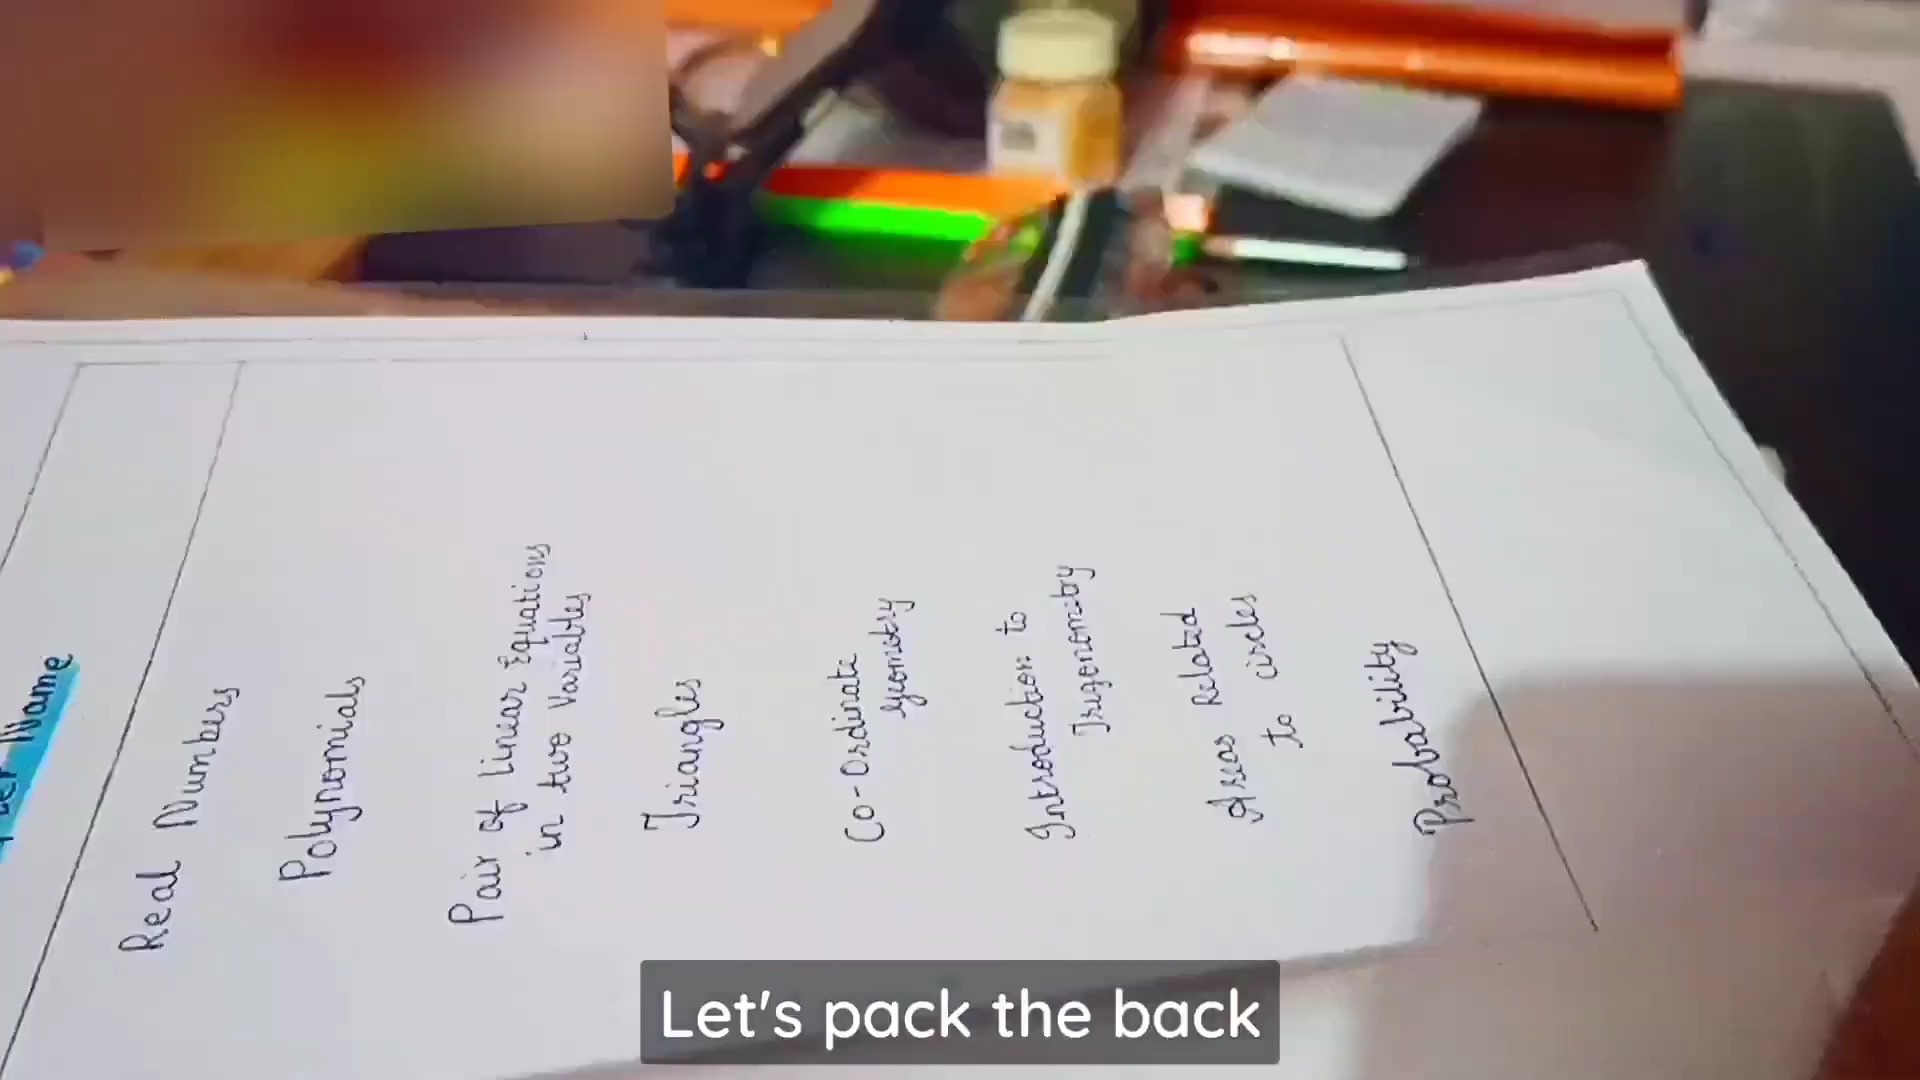 Name
Real Numbers
Polynomials
Pair of Linear Equations
in two Variables
Triangles
Co-Ordinate
geometry
Introduction to
Trigonometry
Areas Related
To circles
Probability
Let's pack the back